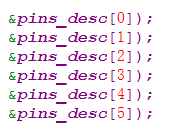 &pins_desc[0]);
&pins_desc[1]);
&pins_desc[2]);
&pins_desc[3]);
&pins_desc[4]);
&pins_desc[5]);